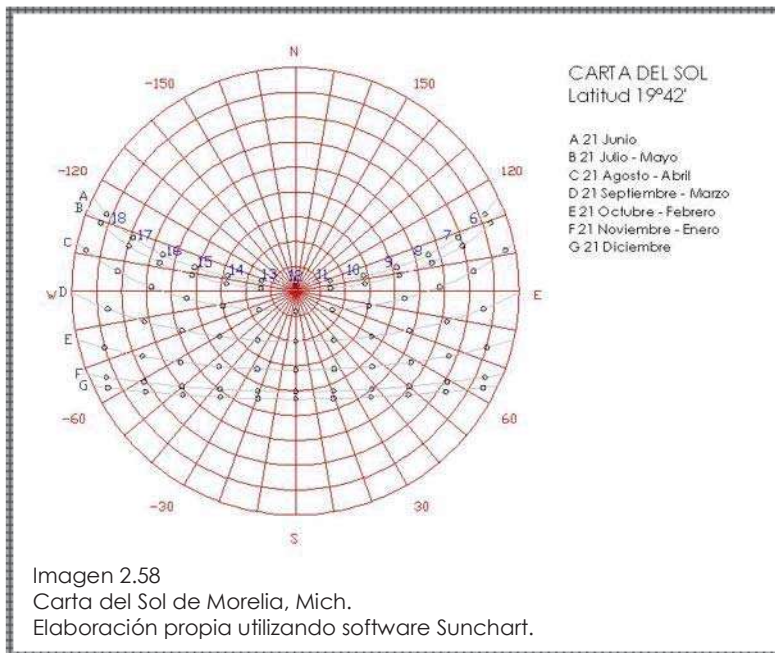 N
-150
150
CARTA DEL SOL
Latitud 19º42'
A 21 Junio
B 21 Julio - Mayo
C 21 Agosto - Abril
D 21 Septiembre - Marzo
E 21 Octubre - Febrero
F 21 Noviembre - Enero
G 21 Diciembre
-120
120
A
B
18
6
C
17
7
16
8
15
9
14
10
13
12
11
W D
E
E
F
G
-60
60
-30
30
S
Imagen 2.58
Carta del Sol de Morelia, Mich.
Elaboración propia utilizando software Sunchart.